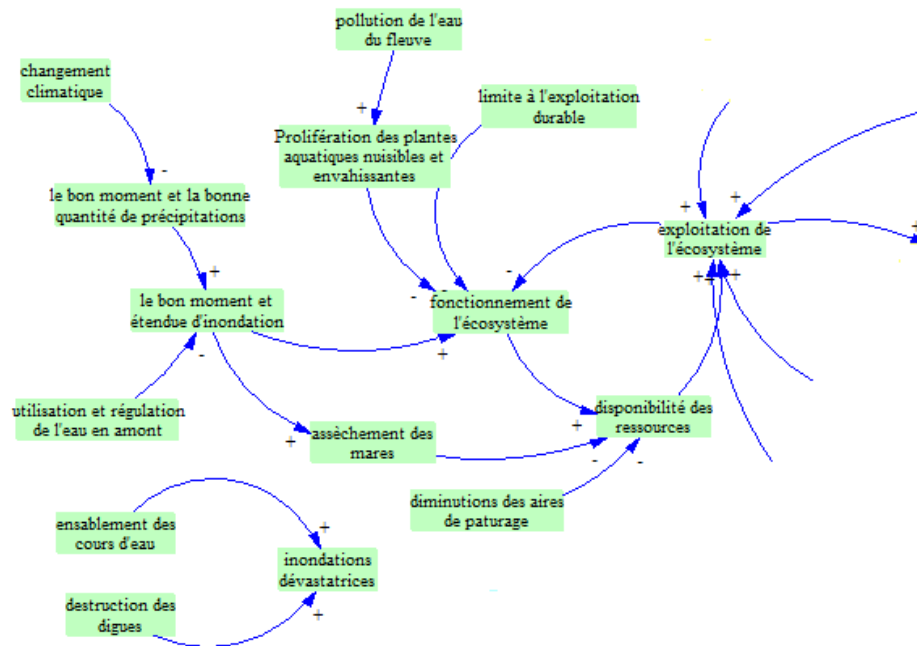 pollution de l'eau
du fleuve
changement
climatique
limite à l'exploitation
durable
+
Prolifération des plantes
aquatiques nuisibles et
envahissantes
-
le bon moment et la bonne
quantité de précipitations
+
+
+
exploitation de
l'écosystème
+
-
++
+
le bon moment et
étendue d'inondation
-
-
fonctionnement de
l'écosystème
-
+
utilisation et régulation
de l'eau en amont
+
assèchement des
mares
+
disponibilité des
ressources
-
-
diminutions des aires
de paturage
ensablement des
cours d'eau
+
inondations
dévastatrices
destruction des
digues
+